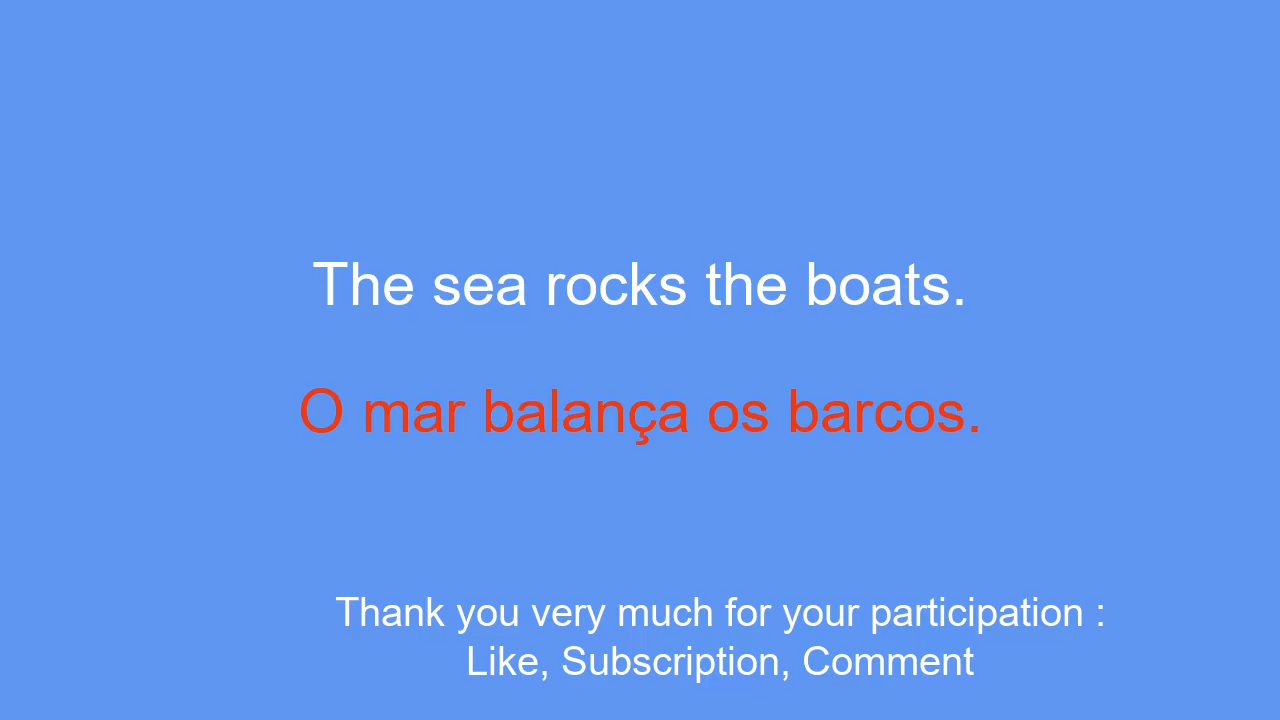 The sea rocks the boats.
O mar balança os barcos.
Thank you very much for your participation :
Like, Subscription, Comment